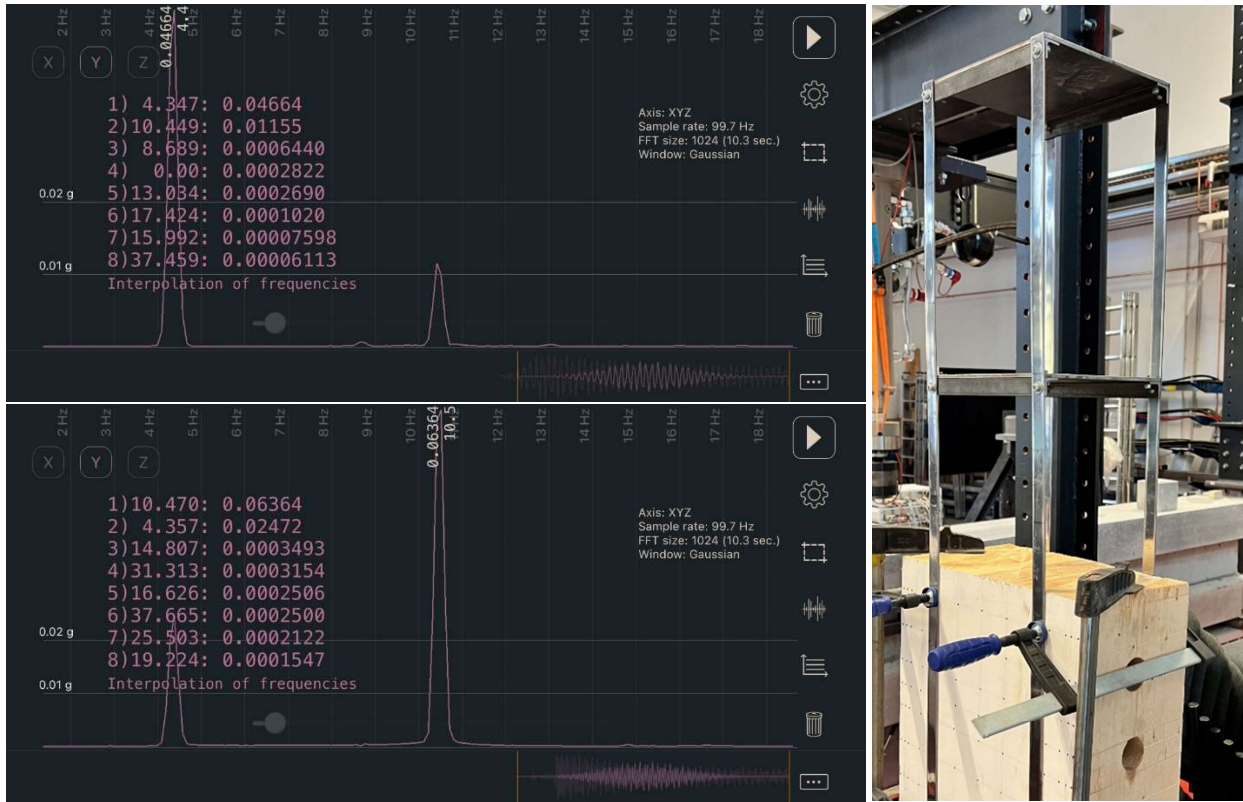 2 Hz
3 Hz
4 Hz
5 Hz
6 Hz
7 Hz
8 Hz
9 Hz
10 Hz
11 Hz
12 Hz
13 Hz
14 Hz
15 Hz
16 Hz
17 Hz
18 Hz
0.04664
4.4
X Y Z
1) 4.347: 0.04664
2)10.449: 0.01155
3) 8.689: 0.0006440
4) 0.00: 0.0002822
5)13.034: 0.0002690
6)17.424: 0.0001020
7)15.992: 0.00007598
8)37.459: 0.00006113
Interpolation of frequencies
Axis: XYZ
Sample rate: 99.7 Hz
FFT size: 1024 (10.3 sec.)
Window: Gaussian
0.02 g
0.01 g
2 Hz
3 Hz
4 Hz
5 Hz
6 Hz
7 Hz
8 Hz
9 Hz
10 Hz
12 Hz
13 Hz
14 Hz
15 Hz
16 Hz
17 Hz
18 Hz
0.06364
10.5
X Y Z
1)10.470: 0.06364
2) 4.357: 0.02472
3)14.807: 0.0003493
4)31.313: 0.0003154
5)16.626: 0.0002506
6)37.665: 0.0002500
7)25.503: 0.0002122
8)19.224: 0.0001547
Interpolation of frequencies
Axis: XYZ
Sample rate: 99.7 Hz
FFT size: 1024 (10.3 sec.)
Window: Gaussian
0.02 g
0.01 g